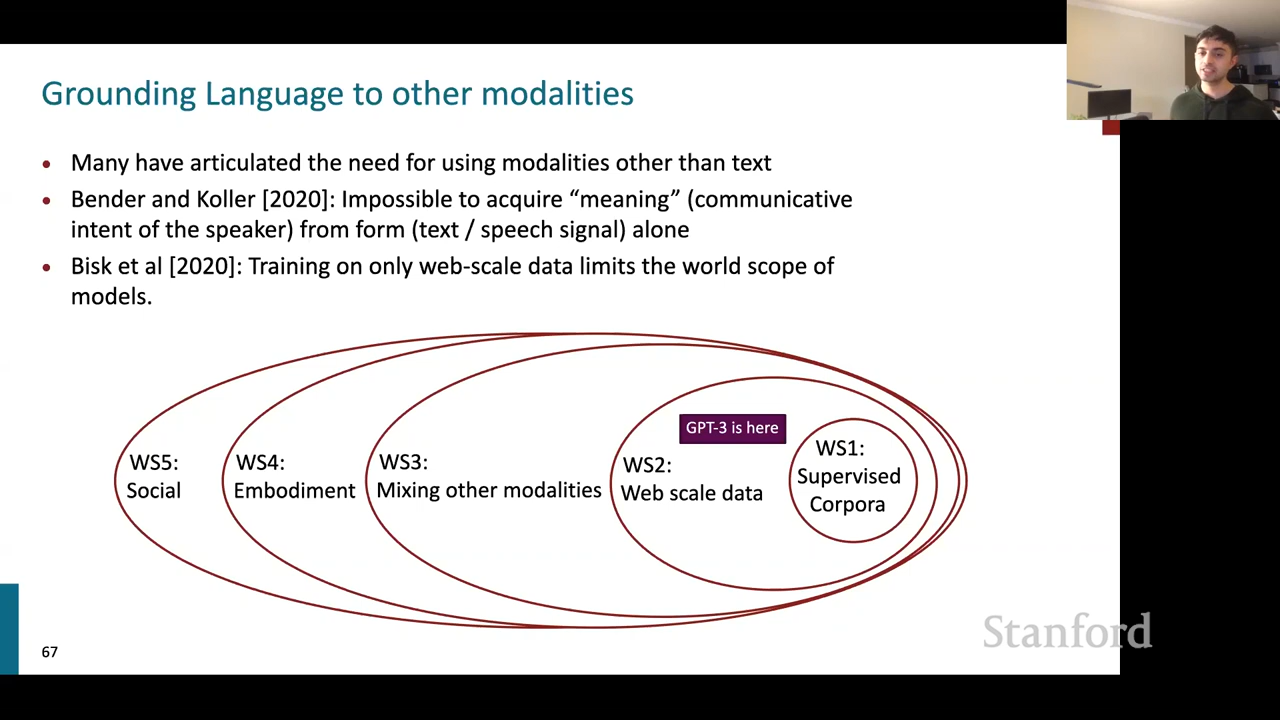 Grounding Language to other modalities
• Many have articulated the need for using modalities other than text
• Bender and Koller [2020]: Impossible to acquire “meaning” (communicative
intent of the speaker) from form (text / speech signal) alone
• Bisk et al [2020]: Training on only web-scale data limits the world scope of
models.
WS5:
Social
WS4:
Embodiment
WS3:
Mixing other modalities
WS2:
Web scale data
GPT-3 is here
WS1:
Supervised
Corpora
67
Stanford